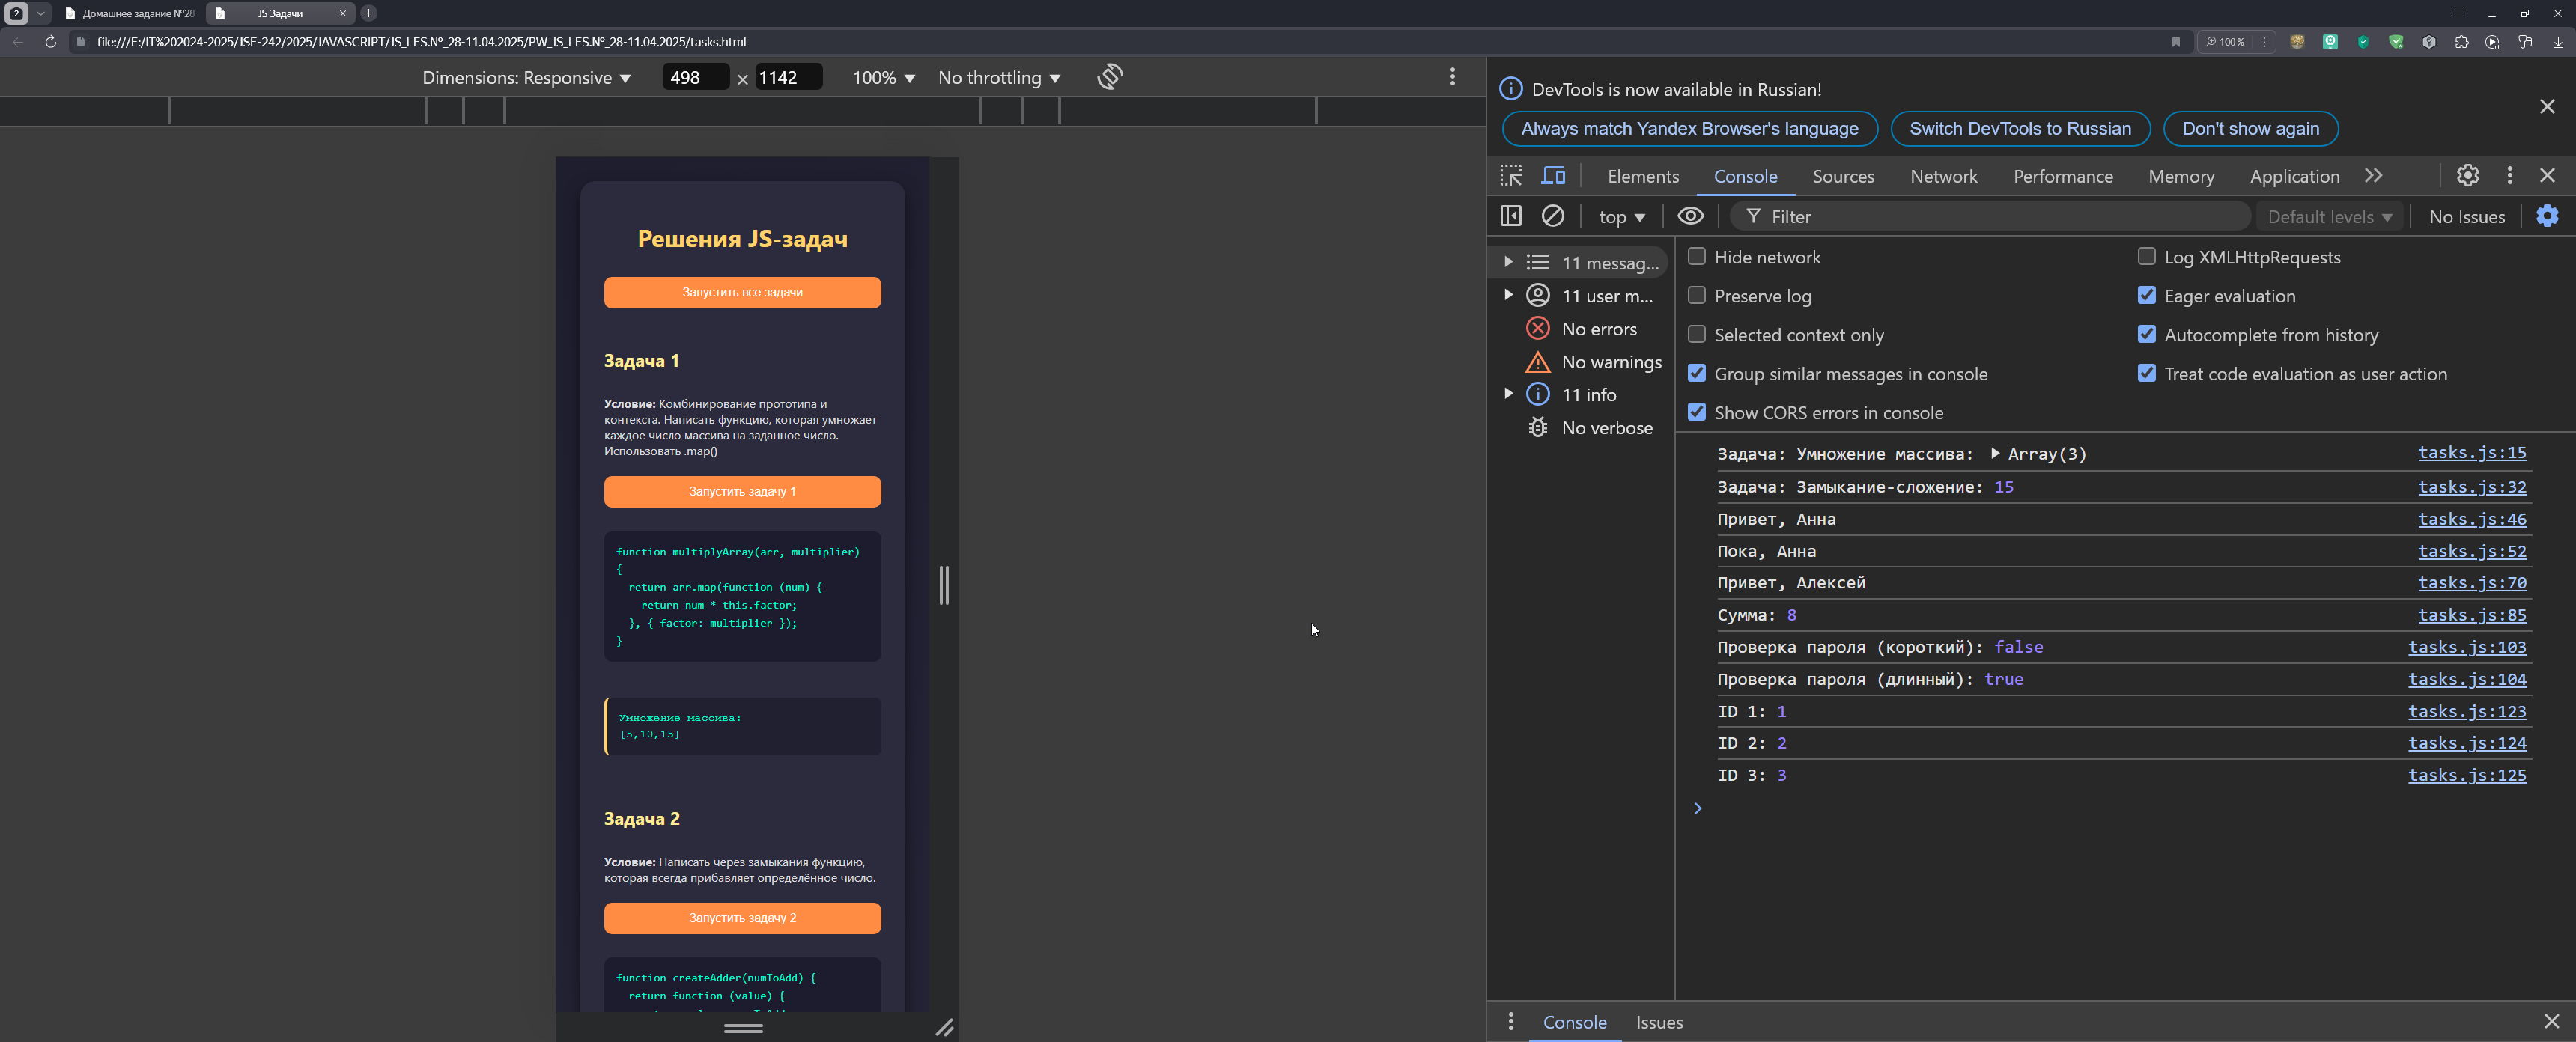 2
Домашнее задание №28
JS Задачи
file:///E:/IT%202024-2025/JSE-242/2025/JAVASCRIPT/JS_LES.Nº_28-11.04.2025/PW_JS_LES.Nº_28-11.04.2025/tasks.html
100%
Dimensions: Responsive 498 × 1142 100% No throttling
Решения JS-задач
Запустить все задачи
Задача 1
Условие: Комбинирование прототипа и
контекста. Написать функцию, которая умножает
каждое число массива на заданное число.
Использовать .map()
Запустить задачу 1
function multiplyArray(arr, multiplier)
{
return arr.map(function (num) {
return num * this.factor;
}, { factor: multiplier });
}
Умножение массива:
[5,10,15]
Задача 2
Условие: Написать через замыкания функцию,
которая всегда прибавляет определённое число.
Запустить задачу 2
function createAdder(numToAdd) {
return function (value) {
DevTools is now available in Russian!
Always match Yandex Browser's language
Switch DevTools to Russian
Don't show again
Elements Console Sources Network Performance Memory Application
top Filter Default levels No Issues
11 messag...
11 user m...
No errors
No warnings
11 info
No verbose
Hide network
Log XMLHttpRequests
Preserve log
Eager evaluation
Selected context only
Autocomplete from history
Group similar messages in console
Treat code evaluation as user action
Show CORS errors in console
Задача: Умножение массива: Array(3) tasks.js:15
Задача: Замыкание-сложение: 15 tasks.js:32
Привет, Анна tasks.js:46
Пока, Анна tasks.js:52
Привет, Алексей tasks.js:70
Сумма: 8 tasks.js:85
Проверка пароля (короткий): false tasks.js:103
Проверка пароля (длинный): true tasks.js:104
ID 1: 1 tasks.js:123
ID 2: 2 tasks.js:124
ID 3: 3 tasks.js:125
Console Issues